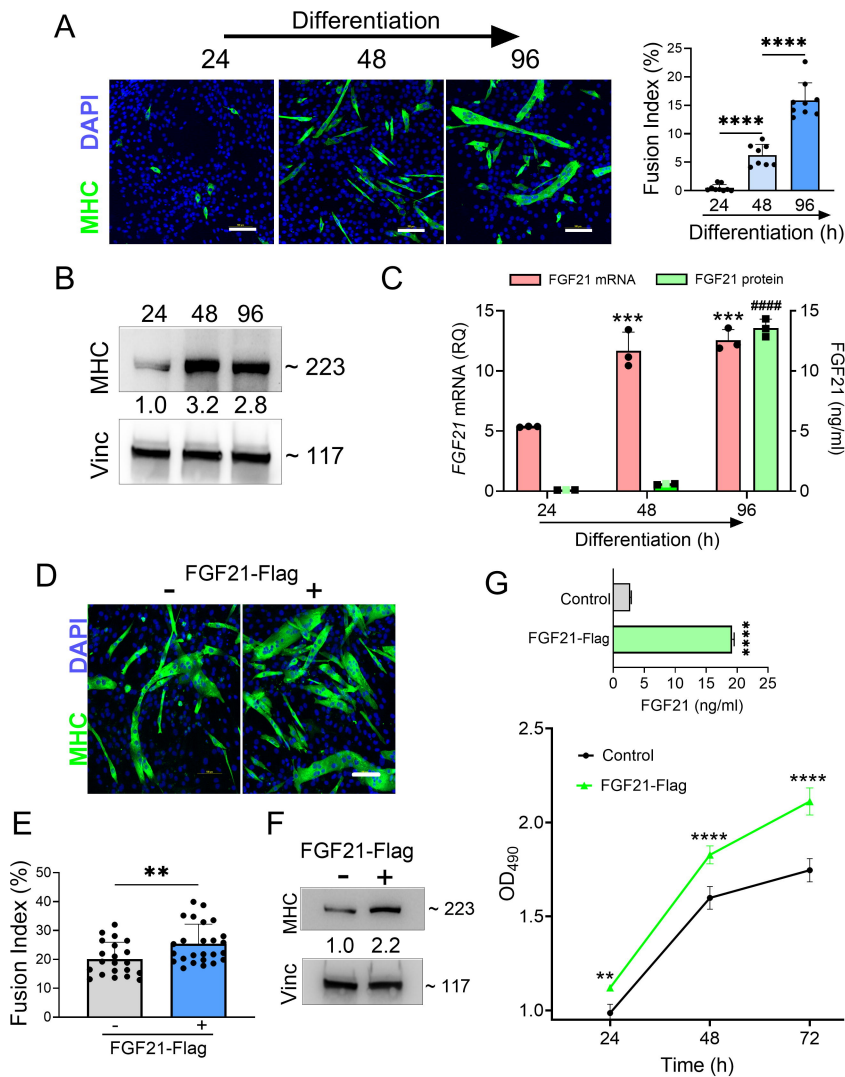 A
Differentiation
24 48 96
MHC DAPI
Fusion Index (%)
25
20
15
10
5
0
****
****
24 48 96
Differentiation (h)
B
24 48 96
MHC
~ 223
1.0 3.2 2.8
Vinc
~ 117
C
FGF21 mRNA
FGF21 protein
FGF21 mRNA (RQ)
15
10
5
0
***
***
####
15
10
5
0
FGF21 (ng/ml)
24 48 96
Differentiation (h)
D
FGF21-Flag
- +
MHC DAPI
E
Fusion Index (%)
50
40
30
20
10
0
**
- +
FGF21-Flag
F
FGF21-Flag
- +
MHC
~ 223
1.0 2.2
Vinc
~ 117
G
Control
FGF21-Flag
****
0 5 10 15 20 25
FGF21 (ng/ml)
OD490
2.5
2.0
1.5
1.0
Control
FGF21-Flag
**
****
****
24 48 72
Time (h)